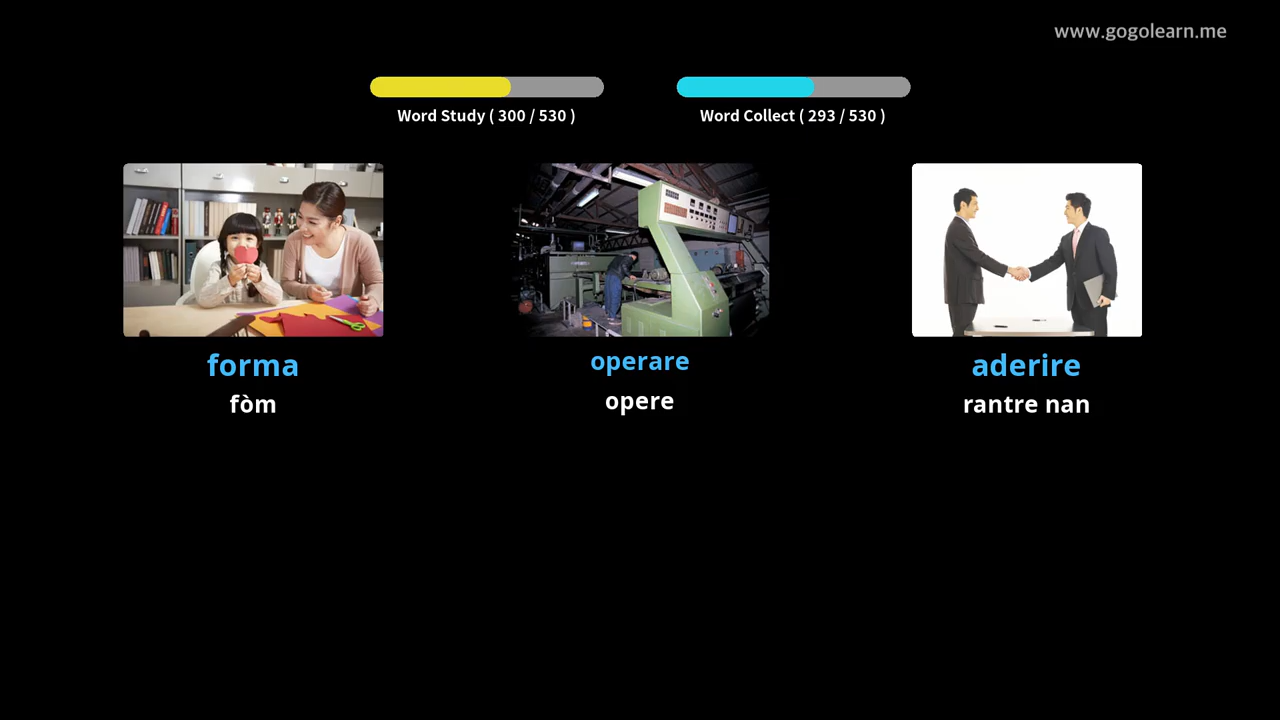 www.gogolearn.me
Word Study ( 300 / 530 )
Word Collect ( 293 / 530 )
forma
fòm
operare
opere
aderire
rantre nan